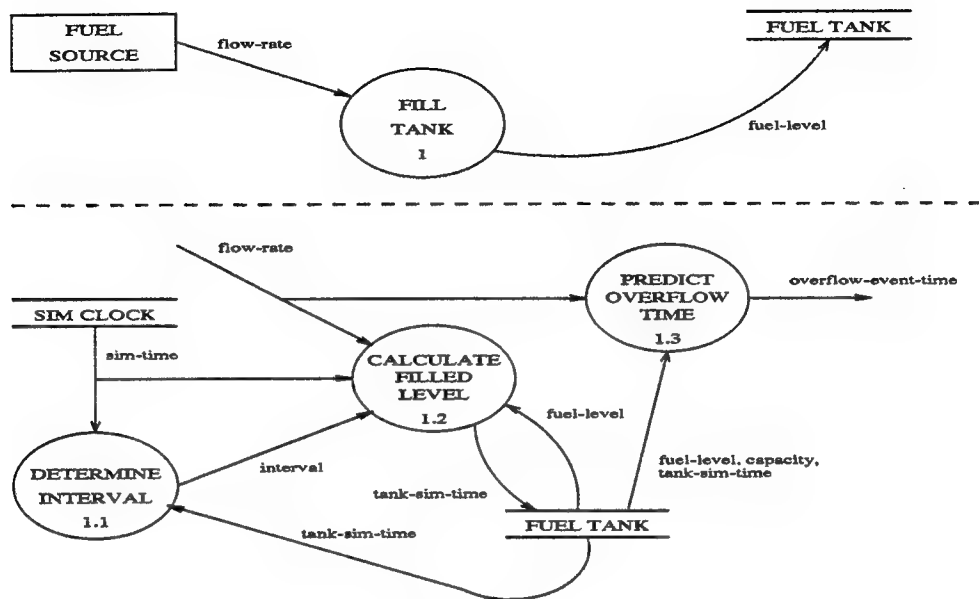 FUEL
SOURCE
flow-rate
FUEL TANK
FILL
TANK
1
fuel-level
flow-rate
SIM CLOCK
sim-time
PREDICT
OVERFLOW
TIME
1.3
overflow-event-time
CALCULATE
FILLED
LEVEL
1.2
fuel-level
DETERMINE
INTERVAL
1.1
interval
tank-sim-time
fuel-level, capacity,
tank-sim-time
FUEL TANK
tank-sim-time